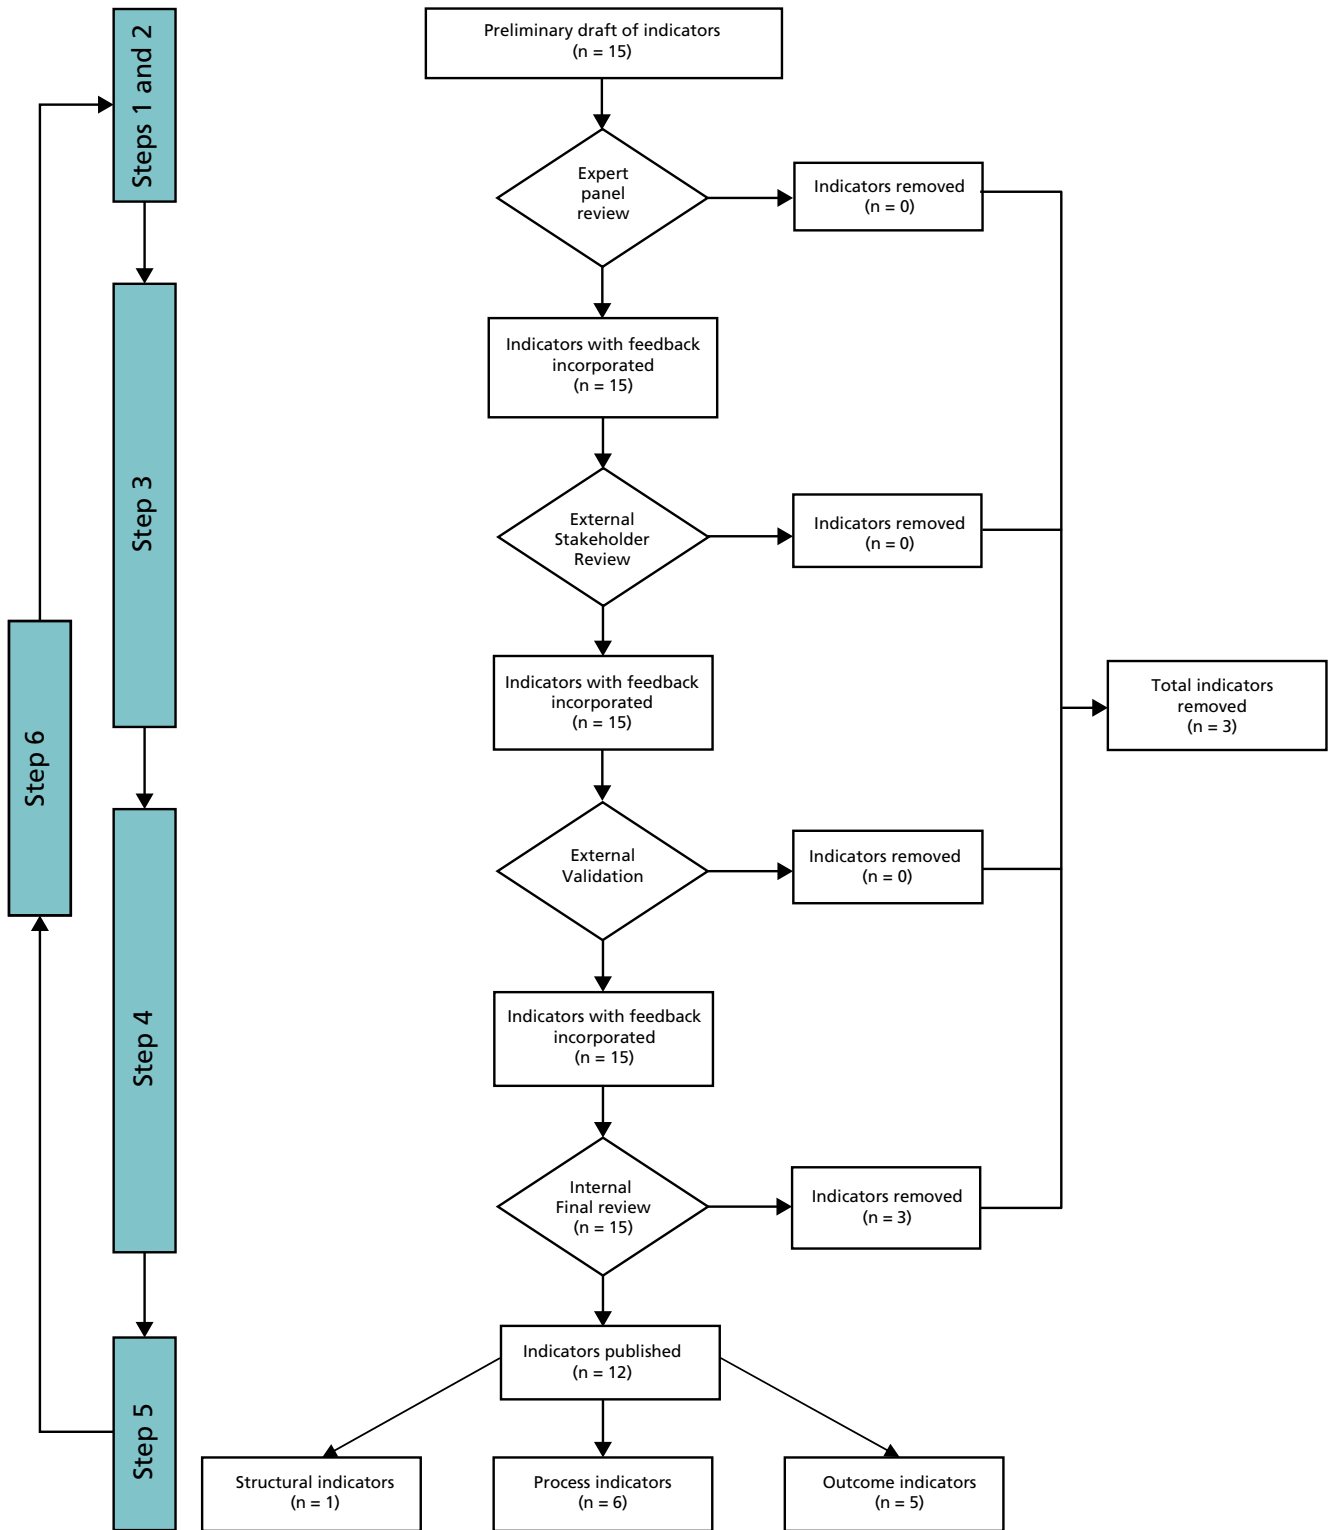 Steps 1 and 2
Step 3
Step 6
Step 4
Step 5
Preliminary draft of indicators
(n = 15)
Expert
panel
review
Indicators removed
(n = 0)
Indicators with feedback
incorporated
(n = 15)
External
Stakeholder
Review
Indicators removed
(n = 0)
Indicators with feedback
incorporated
(n = 15)
Total indicators
removed
(n = 3)
External
Validation
Indicators removed
(n = 0)
Indicators with feedback
incorporated
(n = 15)
Internal
Final review
(n = 15)
Indicators removed
(n = 3)
Indicators published
(n = 12)
Structural indicators
(n = 1)
Process indicators
(n = 6)
Outcome indicators
(n = 5)